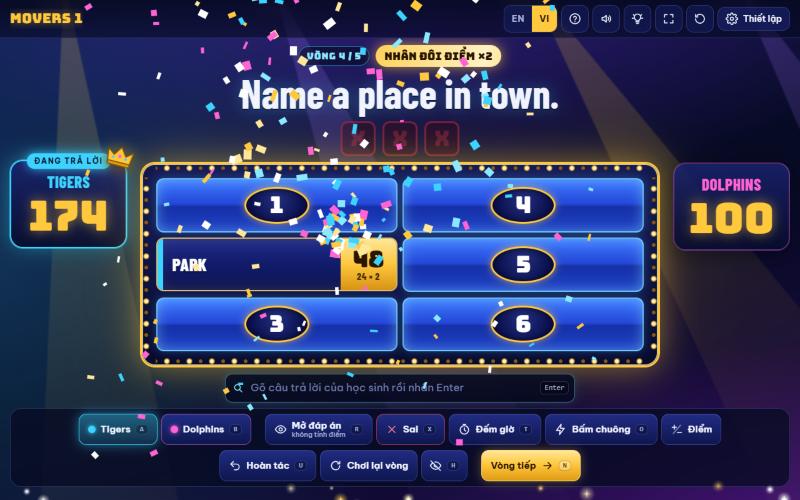 MOVERS 1
EN
VI
Thiết lập
VÒNG 4 / 5
NHÂN ĐÔI ĐIỂM ×2
Name a place in town.
X X X
ĐANG TRẢ LỜI
TIGERS
174
DOLPHINS
100
1
4
PARK
48
24 × 2
5
3
6
Gõ câu trả lời của học sinh rồi nhấn Enter
Enter
Tigers A
Dolphins B
Mở đáp án R
không tính điểm
Sai X
Đếm giờ T
Bấm chuông O
Điểm
Hoàn tác U
Chơi lại vòng
H
Vòng tiếp → N